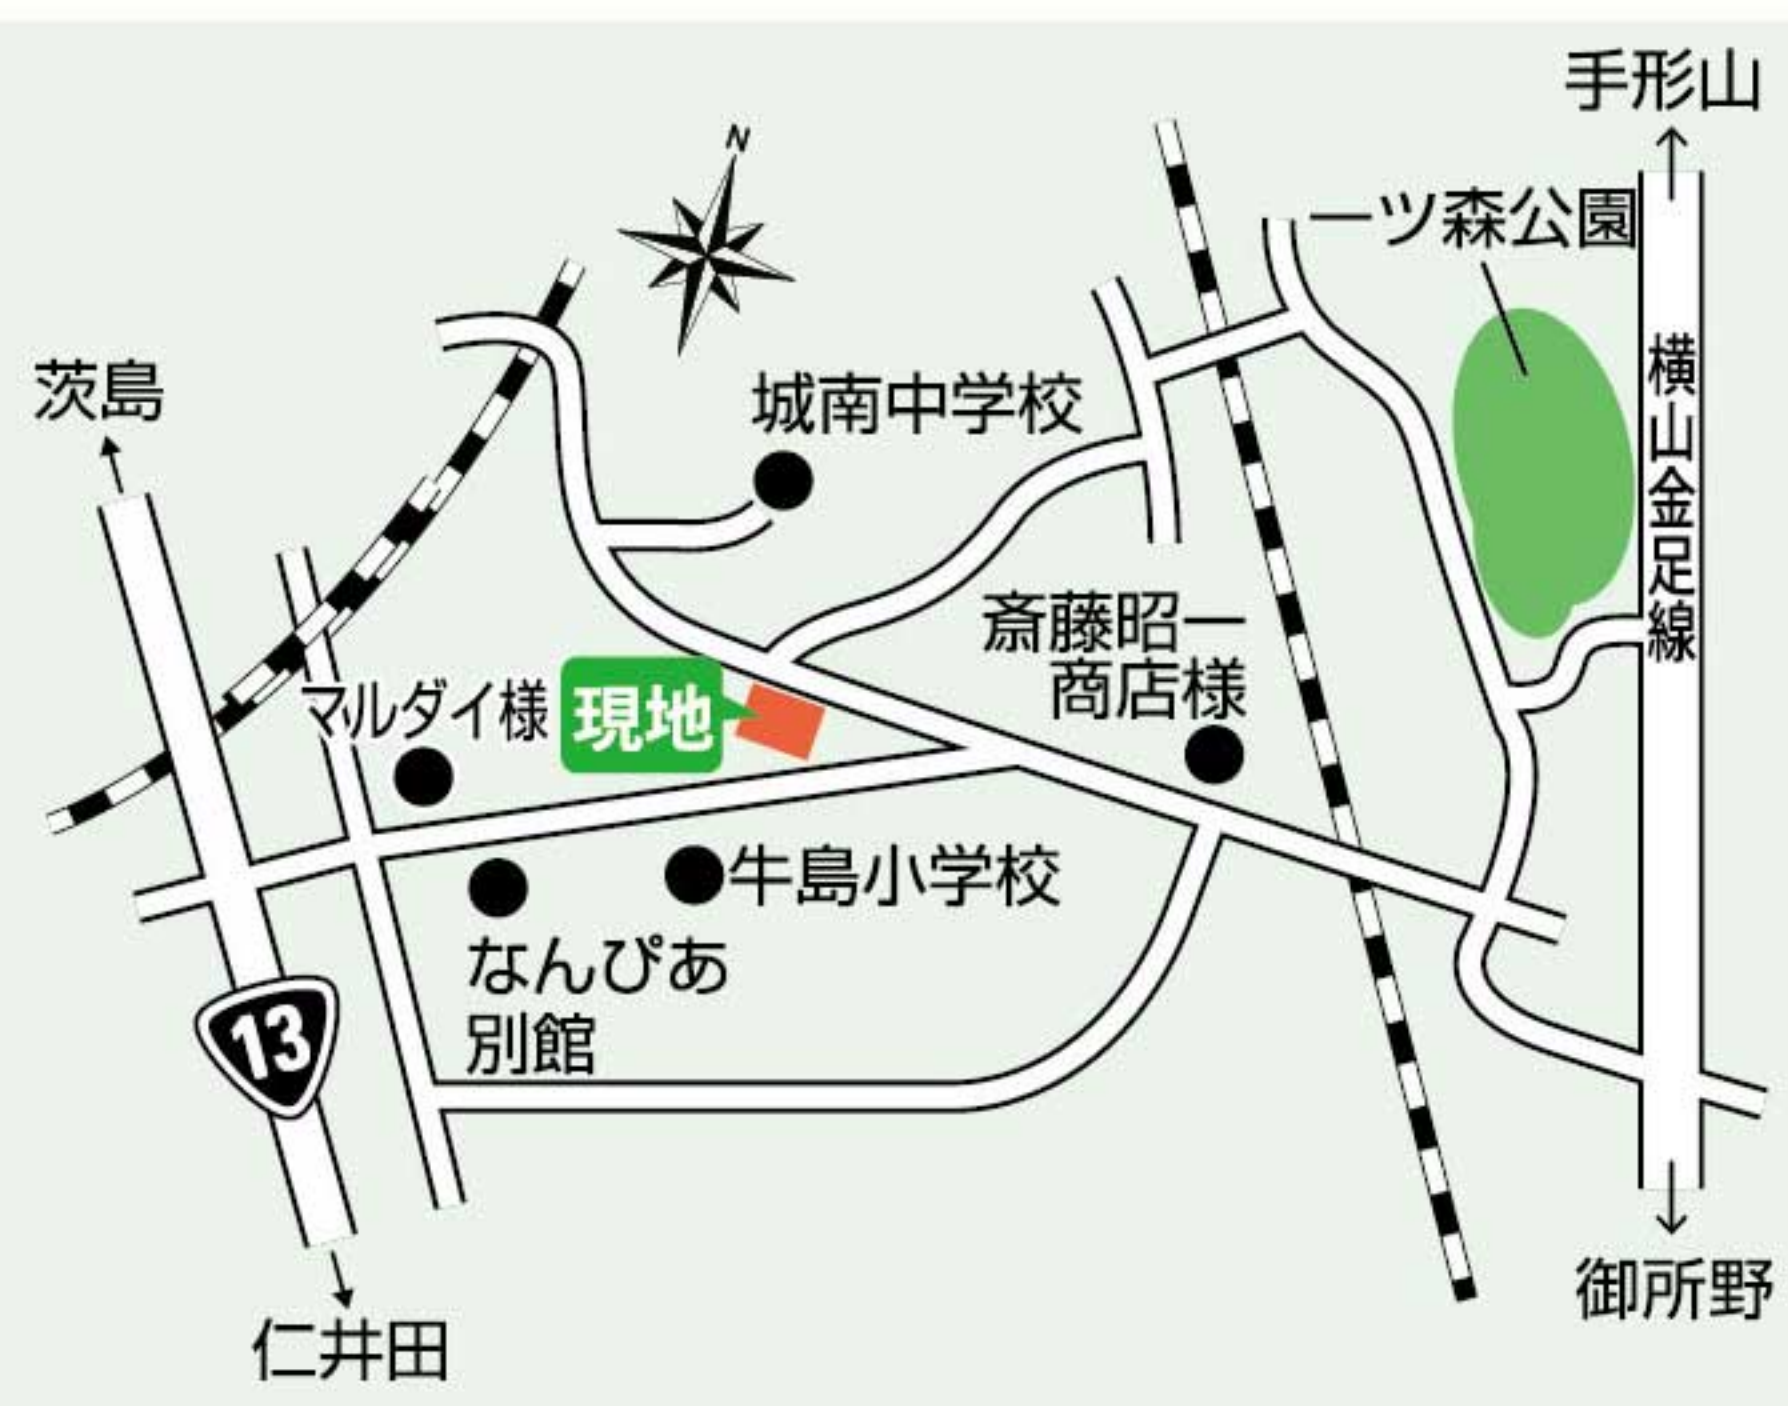 手形山
N
一ツ森公園
横山金足線
茨島
城南中学校
斎藤昭一
商店様
マルダイ様
現地
牛島小学校
なんぴあ
別館
13
御所野
仁井田